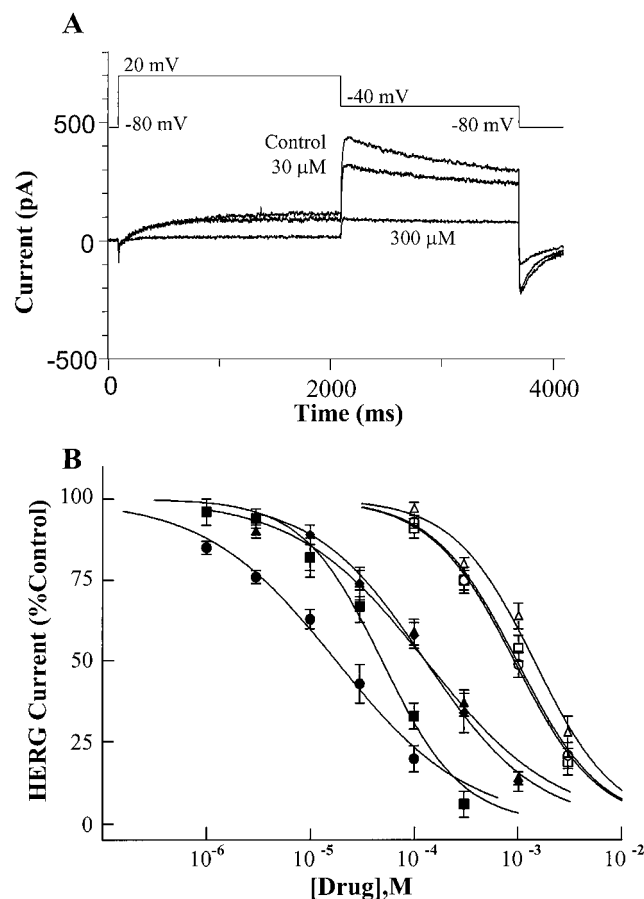 A
20 mV
-40 mV
-80 mV
-80 mV
500
Control
30 µM
300 µM
0
-500
Current (pA)
0
2000
4000
Time (ms)
B
100
75
50
25
0
HERG Current (%Control)
10-6
10-5
10-4
10-3
10-2
[Drug],M